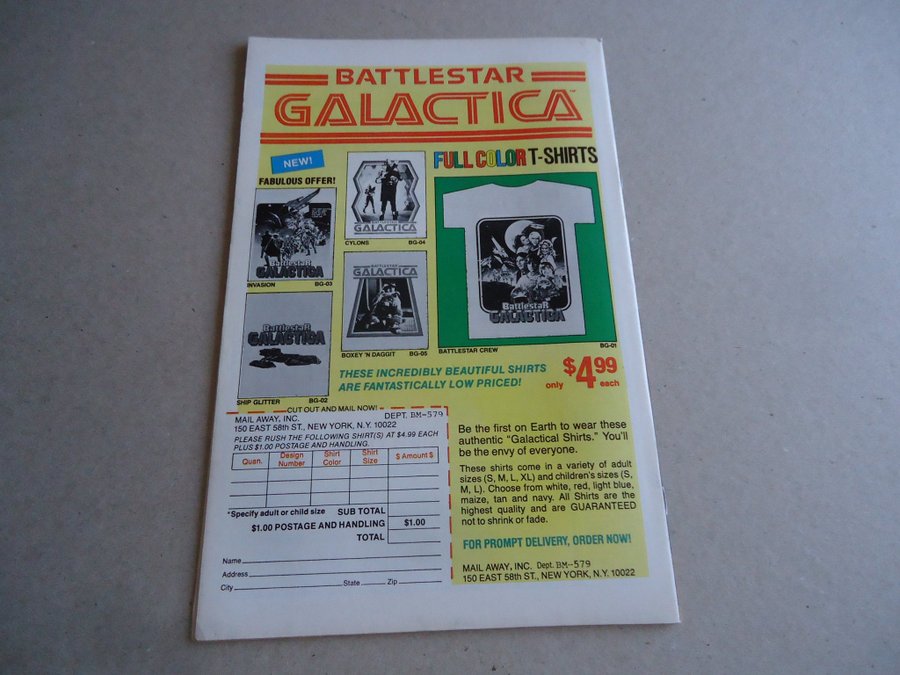 BATTLESTAR
GALACTICA™
NEW!
FABULOUS OFFER!
FULL COLOR T-SHIRTS
GALACTICA
CYLONS BG-04
BattlestaR
GALACTICA
INVASION BG-03
BATTLESTAR
GALACTICA
BOXEY 'N DAGGIT BG-05
BattlestaR
GALACTICA
BATTLESTAR CREW BG-01
BattlestaR
GALACTICA
SHIP GLITTER BG-02
THESE INCREDIBLY BEAUTIFUL SHIRTS
ARE FANTASTICALLY LOW PRICED!
only $4.99 each
CUT OUT AND MAIL NOW!
MAIL AWAY, INC. DEPT. BM-579
150 EAST 58th ST., NEW YORK, N.Y. 10022
PLEASE RUSH THE FOLLOWING SHIRT(S) AT $4.99 EACH
PLUS $1.00 POSTAGE AND HANDLING.
Quan. Design Number Shirt Color Shirt Size $ Amount $
*Specify adult or child size SUB TOTAL
$1.00 POSTAGE AND HANDLING $1.00
TOTAL
Name
Address
City State Zip
Be the first on Earth to wear these
authentic “Galactical Shirts.” You'll
be the envy of everyone.
These shirts come in a variety of adult
sizes (S, M, L, XL) and children's sizes (S,
M, L). Choose from white, red, light blue,
maize, tan and navy. All Shirts are the
highest quality and are GUARANTEED
not to shrink or fade.
FOR PROMPT DELIVERY, ORDER NOW!
MAIL AWAY, INC. Dept. BM-579
150 EAST 58th ST., NEW YORK, N.Y. 10022